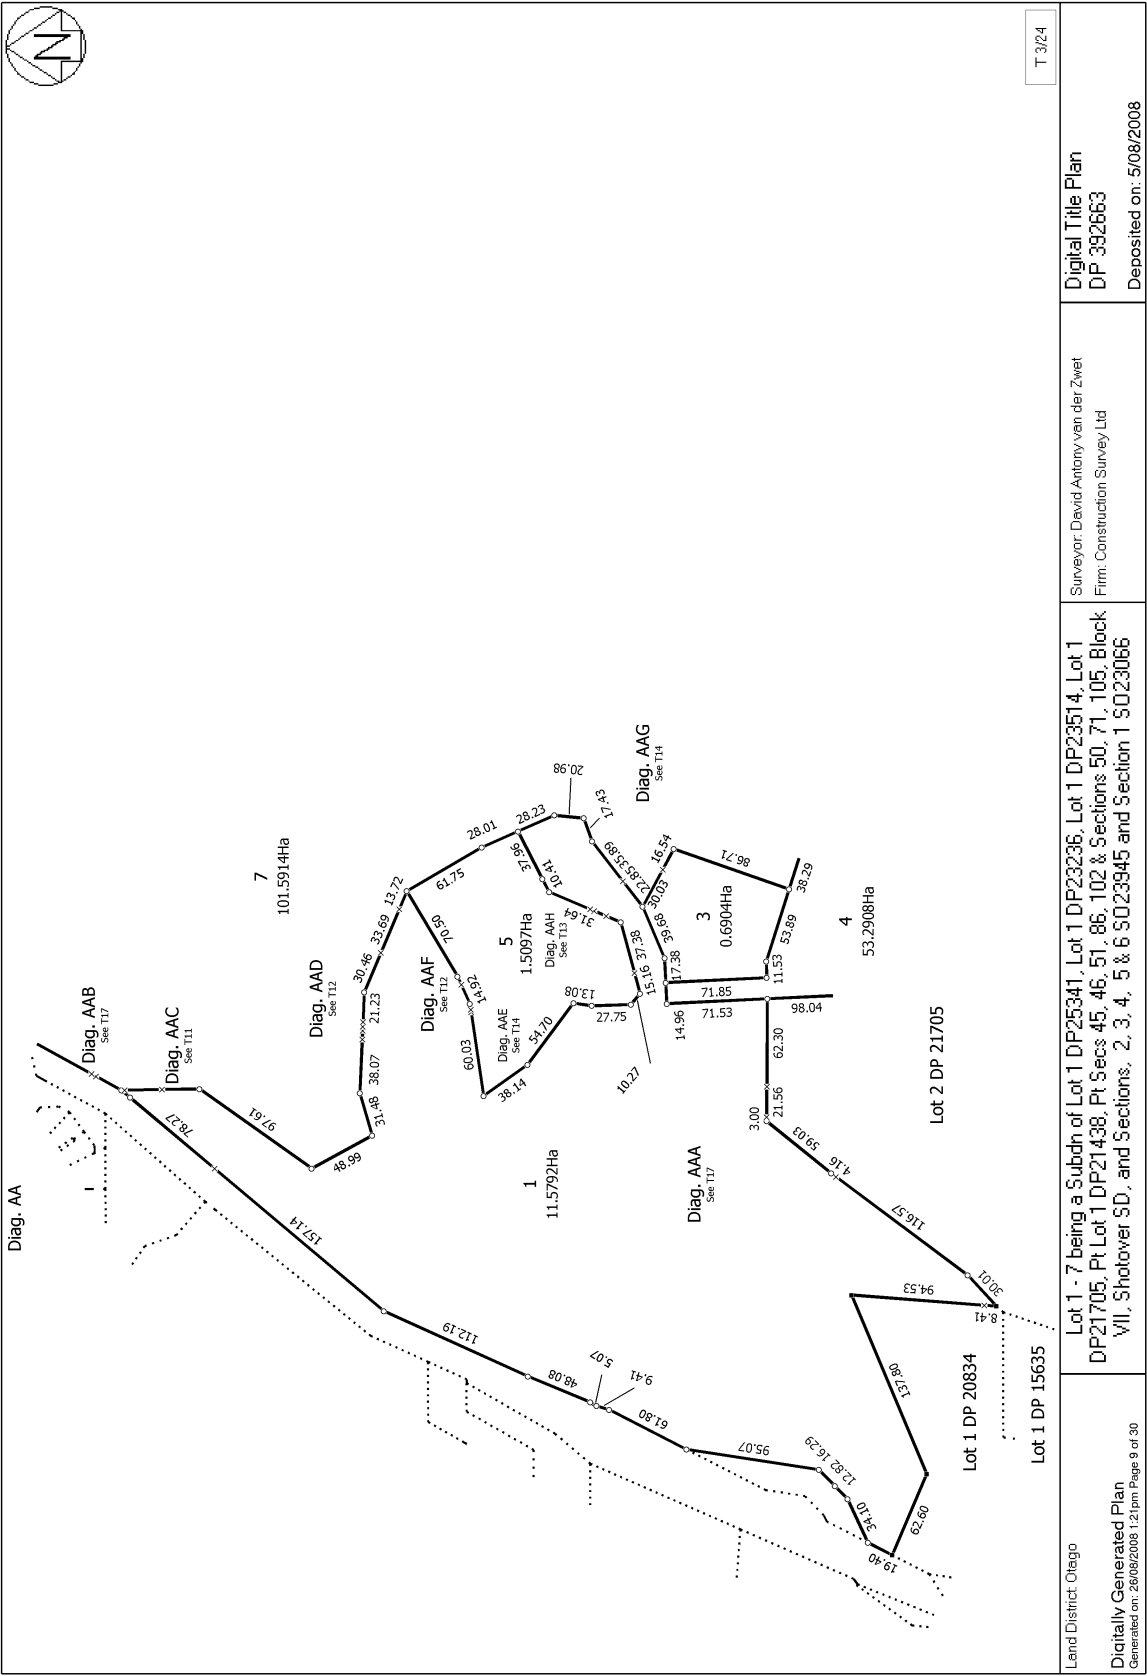 N
T 3/24
Diag. AA
Diag. AAB
See T17
Diag. AAC
See T11
78.27
97.61
157.14
48.99
31.48
38.07
21.23
30.46
33.69
13.72
Diag. AAD
See T12
7
101.5914Ha
61.75
28.01
28.23
20.98
17.43
Diag. AAF
See T12
70.50
14.92
60.03
Diag. AAE
See T14
38.14
54.70
13.08
27.75
10.27
15.16
37.38
31.64
10.41
37.96
5
1.5097Ha
Diag. AAH
See T13
Diag. AAG
See T14
35.89
22.85
30.03
16.54
39.68
17.38
14.96
86.71
3
0.6904Ha
71.85
71.53
11.53
53.89
38.29
98.04
4
53.2908Ha
1
11.5792Ha
Diag. AAA
See T17
62.30
21.56
3.00
59.03
4.16
116.57
30.01
8.41
94.53
137.80
112.19
48.08
5.07
9.41
61.80
95.07
16.29
12.82
34.10
19.40
62.60
Lot 2 DP 21705
Lot 1 DP 20834
Lot 1 DP 15635
Land District: Otago
Digitally Generated Plan
Generated on: 26/08/2008 1:21pm Page 9 of 30
Lot 1 - 7 being a Subdn of Lot 1 DP25341, Lot 1 DP23236, Lot 1 DP23514, Lot 1
DP21705, Pt Lot 1 DP21438, Pt Secs 45, 46, 51, 86, 102 & Sections 50, 71, 105, Block
VII, Shotover SD, and Sections, 2, 3, 4, 5 & 6 SO23945 and Section 1 SO23066
Surveyor: David Antony van der Zwet
Firm: Construction Survey Ltd
Digital Title Plan
DP 392663
Deposited on: 5/08/2008